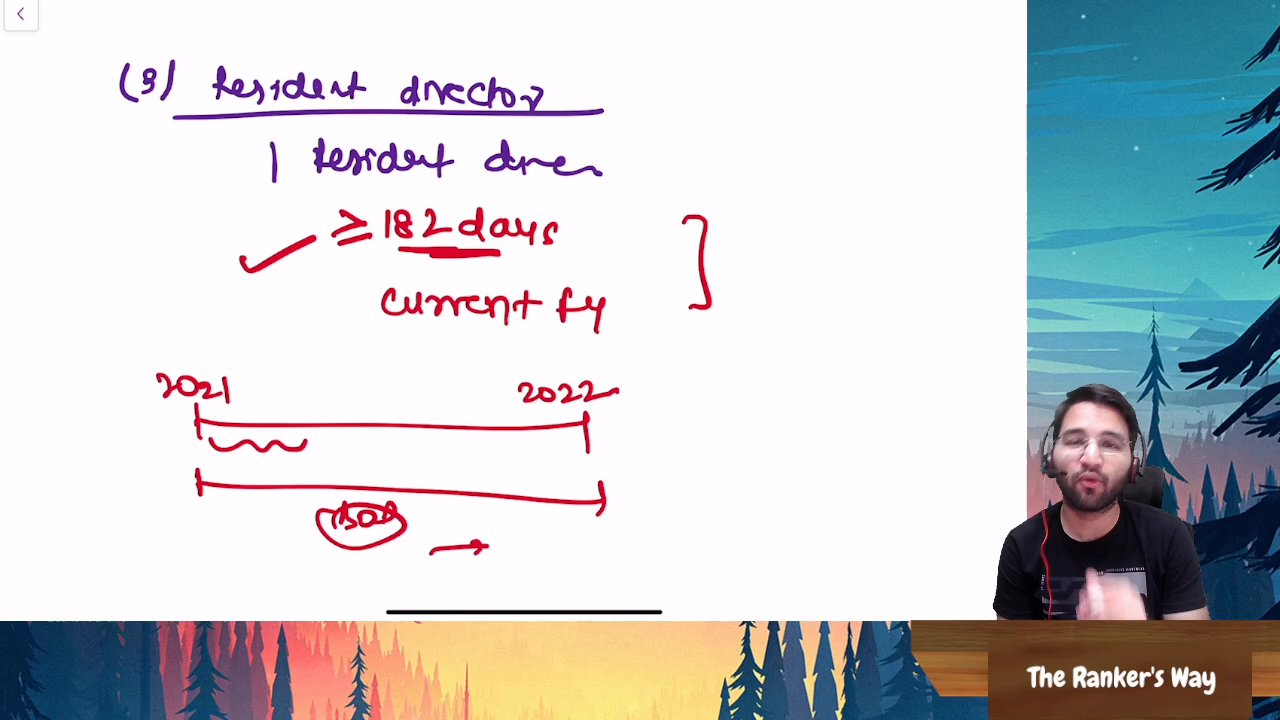 (3) Resident director
1 Resident direc
≥ 182 days
current fy
2021 2022
The Ranker's Way